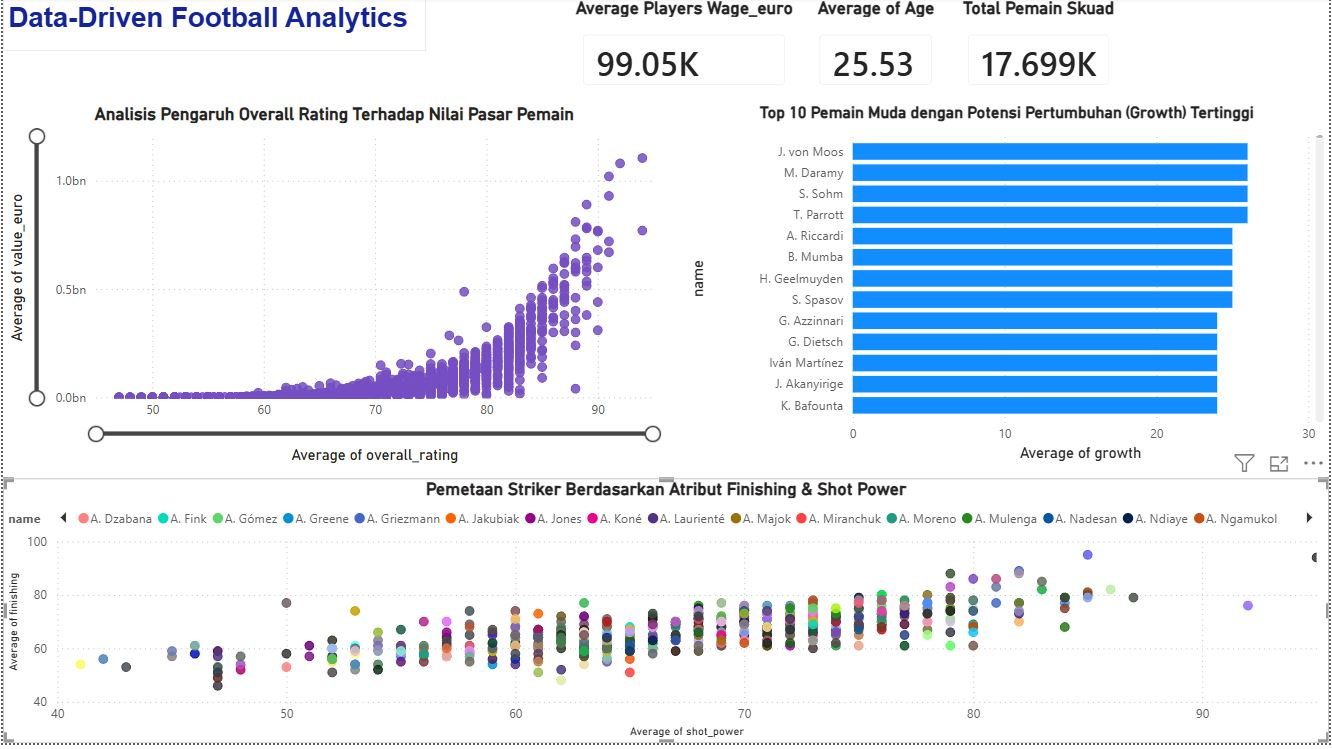 Data-Driven Football Analytics
Average Players Wage_euro
99.05K
Average of Age
25.53
Total Pemain Skuad
17.699K
Analisis Pengaruh Overall Rating Terhadap Nilai Pasar Pemain
Average of value_euro
1.0bn
0.5bn
0.0bn
50 60 70 80 90
Average of overall_rating
Top 10 Pemain Muda dengan Potensi Pertumbuhan (Growth) Tertinggi
name
J. von Moos
M. Daramy
S. Sohm
T. Parrott
A. Riccardi
B. Mumba
H. Geelmuyden
S. Spasov
G. Azzinnari
G. Dietsch
Iván Martínez
J. Akanyirige
K. Bafounta
0 10 20 30
Average of growth
Pemetaan Striker Berdasarkan Atribut Finishing & Shot Power
name A. Dzabana A. Fink A. Gómez A. Greene A. Griezmann A. Jakubiak A. Jones A. Koné A. Laurienté A. Majok A. Miranchuk A. Moreno A. Mulenga A. Nadesan A. Ndiaye A. Ngamukol
Average of finishing
100
80
60
40
40 50 60 70 80 90
Average of shot_power